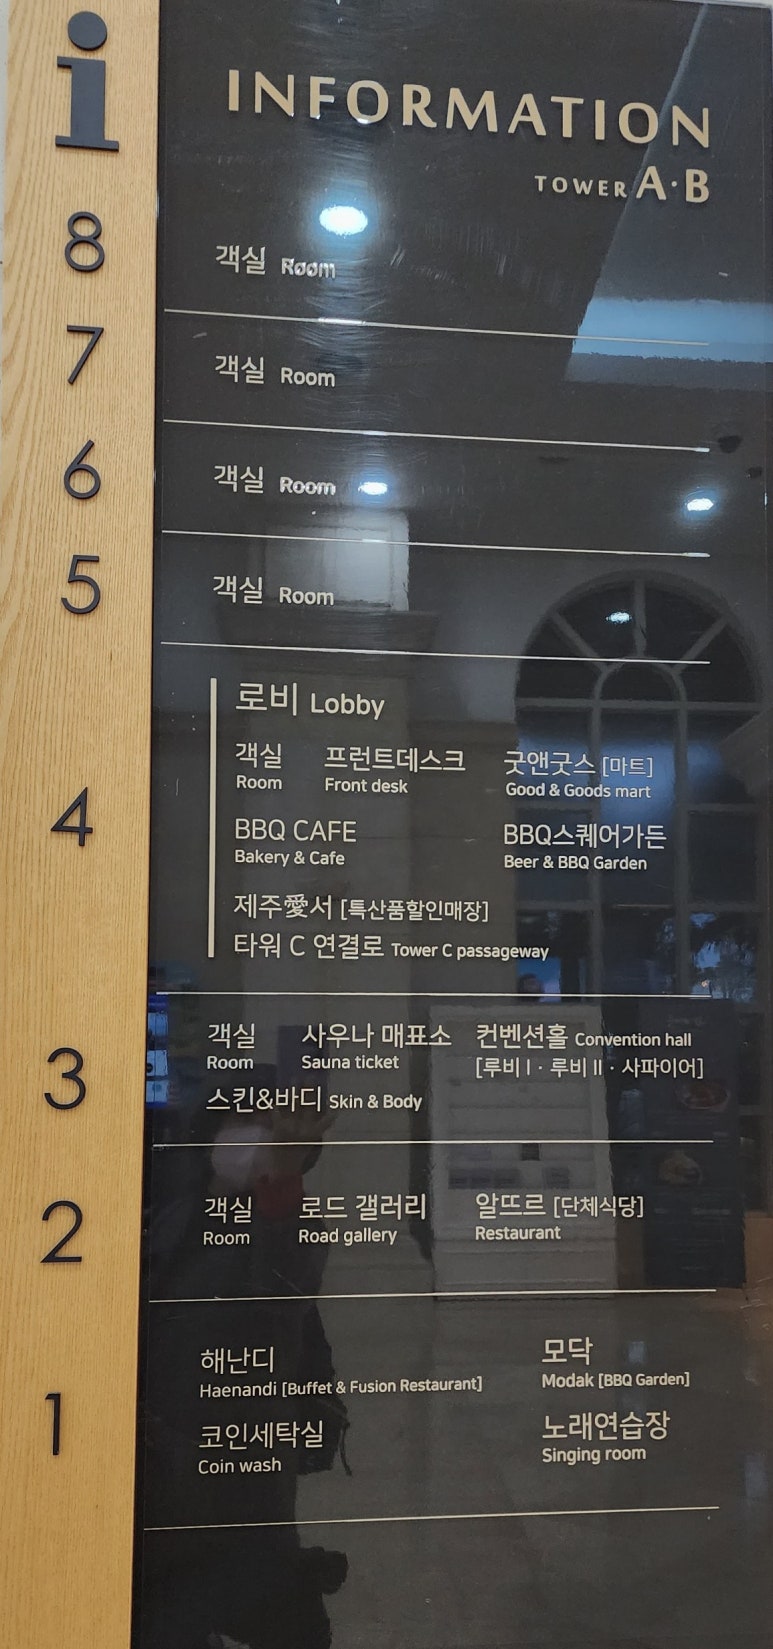 i
INFORMATION
TOWER A·B
8
객실 Room
7
객실 Room
6
객실 Room
5
객실 Room
4
로비 Lobby
객실 프런트데스크 굿앤굿스 [마트]
Room Front desk Good & Goods mart
BBQ CAFE BBQ스퀘어가든
Bakery & Cafe Beer & BBQ Garden
제주愛서 [특산품할인매장]
타워 C 연결로 Tower C passageway
3
객실 사우나 매표소 컨벤션홀 Convention hall
Room Sauna ticket [루비 I · 루비 II · 사파이어]
스킨&바디 Skin & Body
2
객실 로드 갤러리 알뜨르 [단체식당]
Room Road gallery Restaurant
1
해난디 모닥
Haenandi [Buffet & Fusion Restaurant] Modak [BBQ Garden]
코인세탁실 노래연습장
Coin wash Singing room